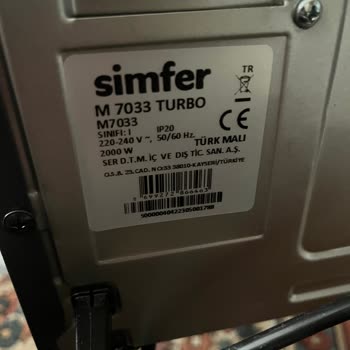 simfer
TR
M 7033 TURBO
M7033
SINIFI: I
IP20
220-240 V ~, 50/60 Hz.
2000 W
TÜRK MALI
SER D.T.M. İÇ VE DIŞ TİC. SAN. A.Ş.
CE